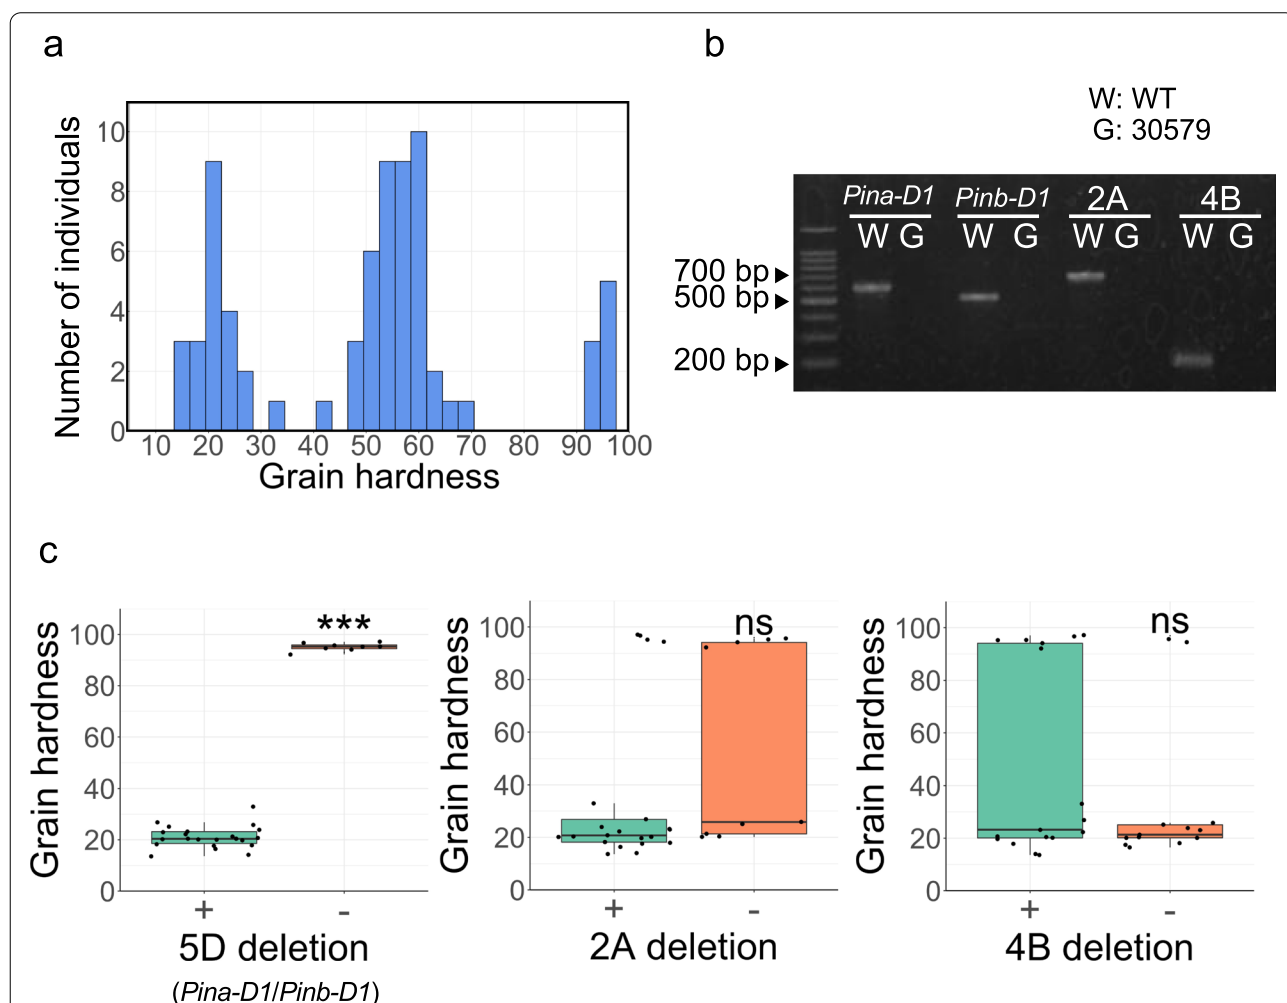 a
Number of individuals
10
8
6
4
2
0
10 20 30 40 50 60 70 80 90 100
Grain hardness
b
W: WT
G: 30579
Pina-D1 Pinb-D1 2A 4B
W G W G W G W G
700 bp
500 bp
200 bp
c
Grain hardness
100
80
60
40
20
0
***
+ -
5D deletion
(Pina-D1/Pinb-D1)
Grain hardness
100
80
60
40
20
0
ns
+ -
2A deletion
Grain hardness
100
80
60
40
20
0
ns
+ -
4B deletion